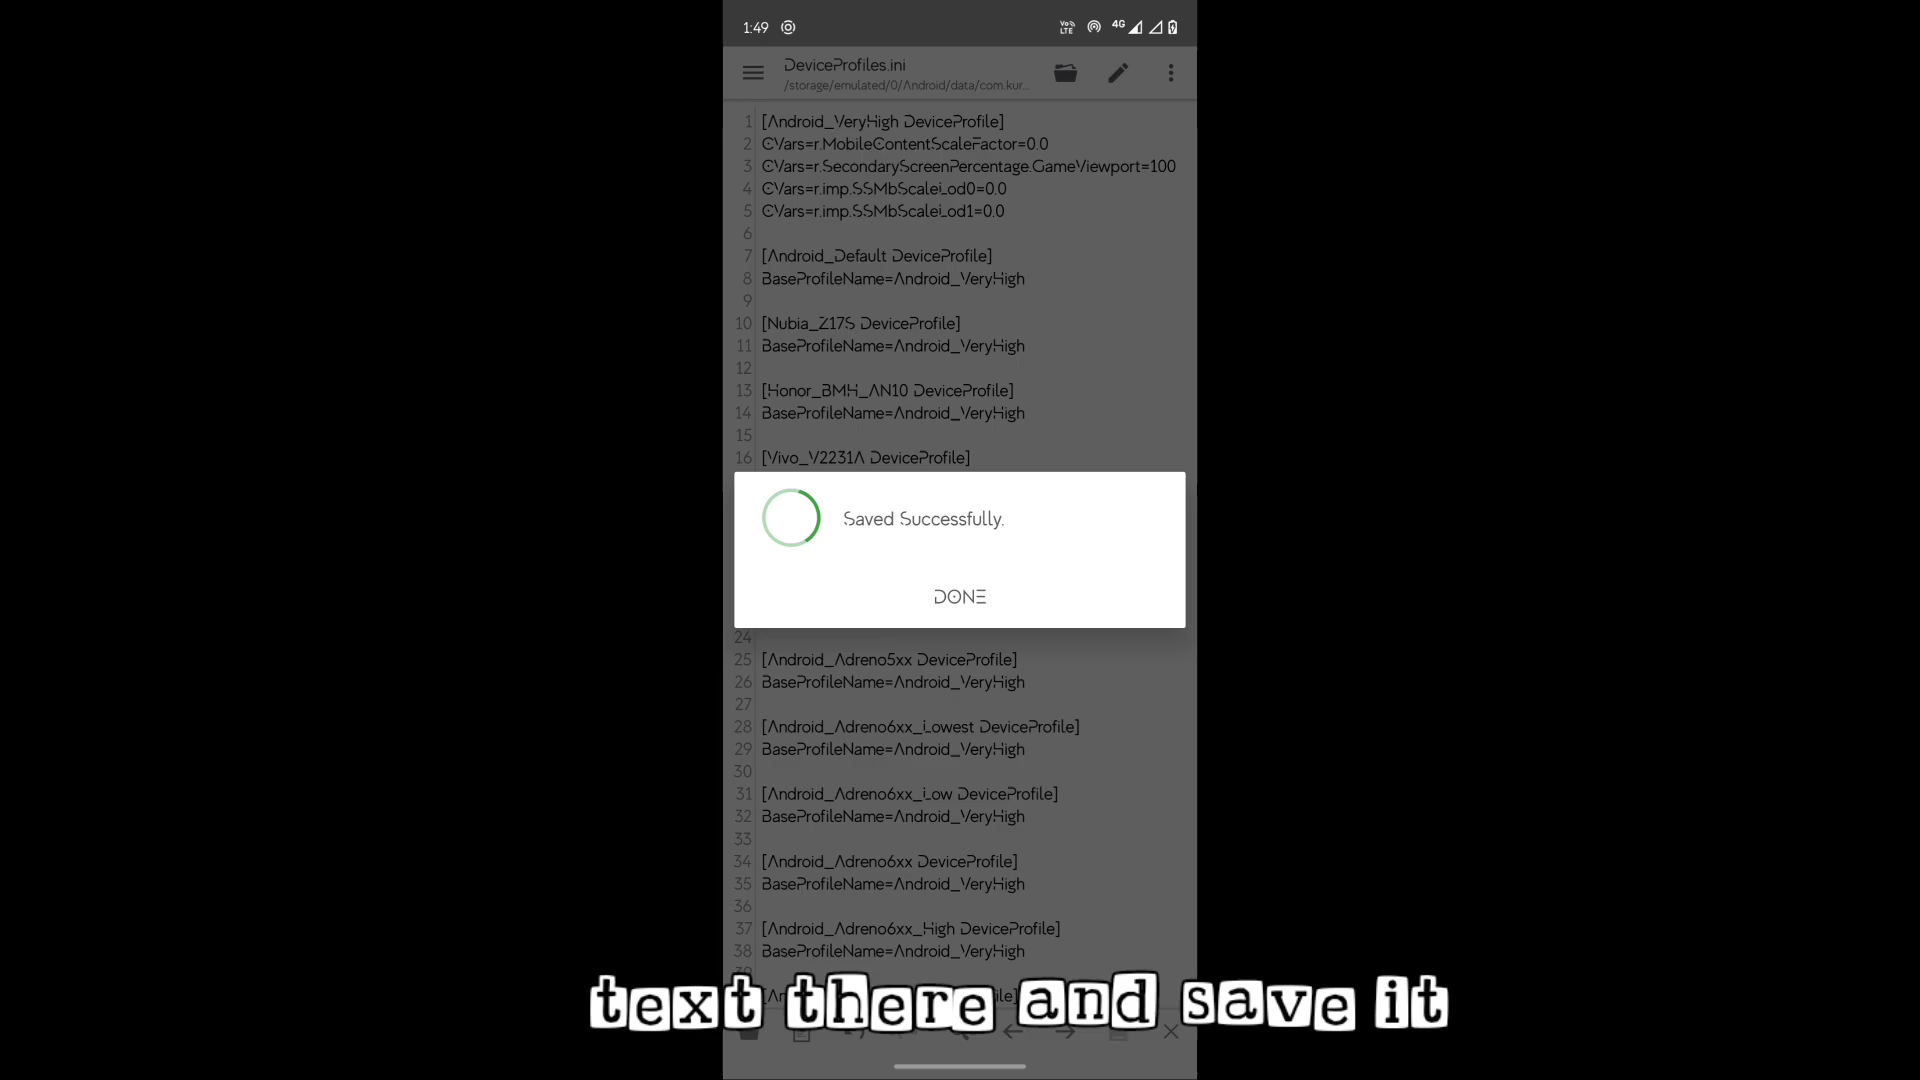 1:49
Vo LTE
4G
DeviceProfiles.ini
/storage/emulated/0/Android/data/com.kur...
1 [Android_VeryHigh DeviceProfile]
2 CVars=r.MobileContentScaleFactor=0.0
3 CVars=r.SecondaryScreenPercentage.GameViewport=100
4 CVars=r.imp.SSMbScaleLod0=0.0
5 CVars=r.imp.SSMbScaleLod1=0.0
6
7 [Android_Default DeviceProfile]
8 BaseProfileName=Android_VeryHigh
9
10 [Nubia_Z17S DeviceProfile]
11 BaseProfileName=Android_VeryHigh
12
13 [Honor_BMH_AN10 DeviceProfile]
14 BaseProfileName=Android_VeryHigh
15
16 [Vivo_V2231A DeviceProfile]
Saved Successfully.
DONE
24
25 [Android_Adreno5xx DeviceProfile]
26 BaseProfileName=Android_VeryHigh
27
28 [Android_Adreno6xx_Lowest DeviceProfile]
29 BaseProfileName=Android_VeryHigh
30
31 [Android_Adreno6xx_Low DeviceProfile]
32 BaseProfileName=Android_VeryHigh
33
34 [Android_Adreno6xx DeviceProfile]
35 BaseProfileName=Android_VeryHigh
36
37 [Android_Adreno6xx_High DeviceProfile]
38 BaseProfileName=Android_VeryHigh
text there and save it